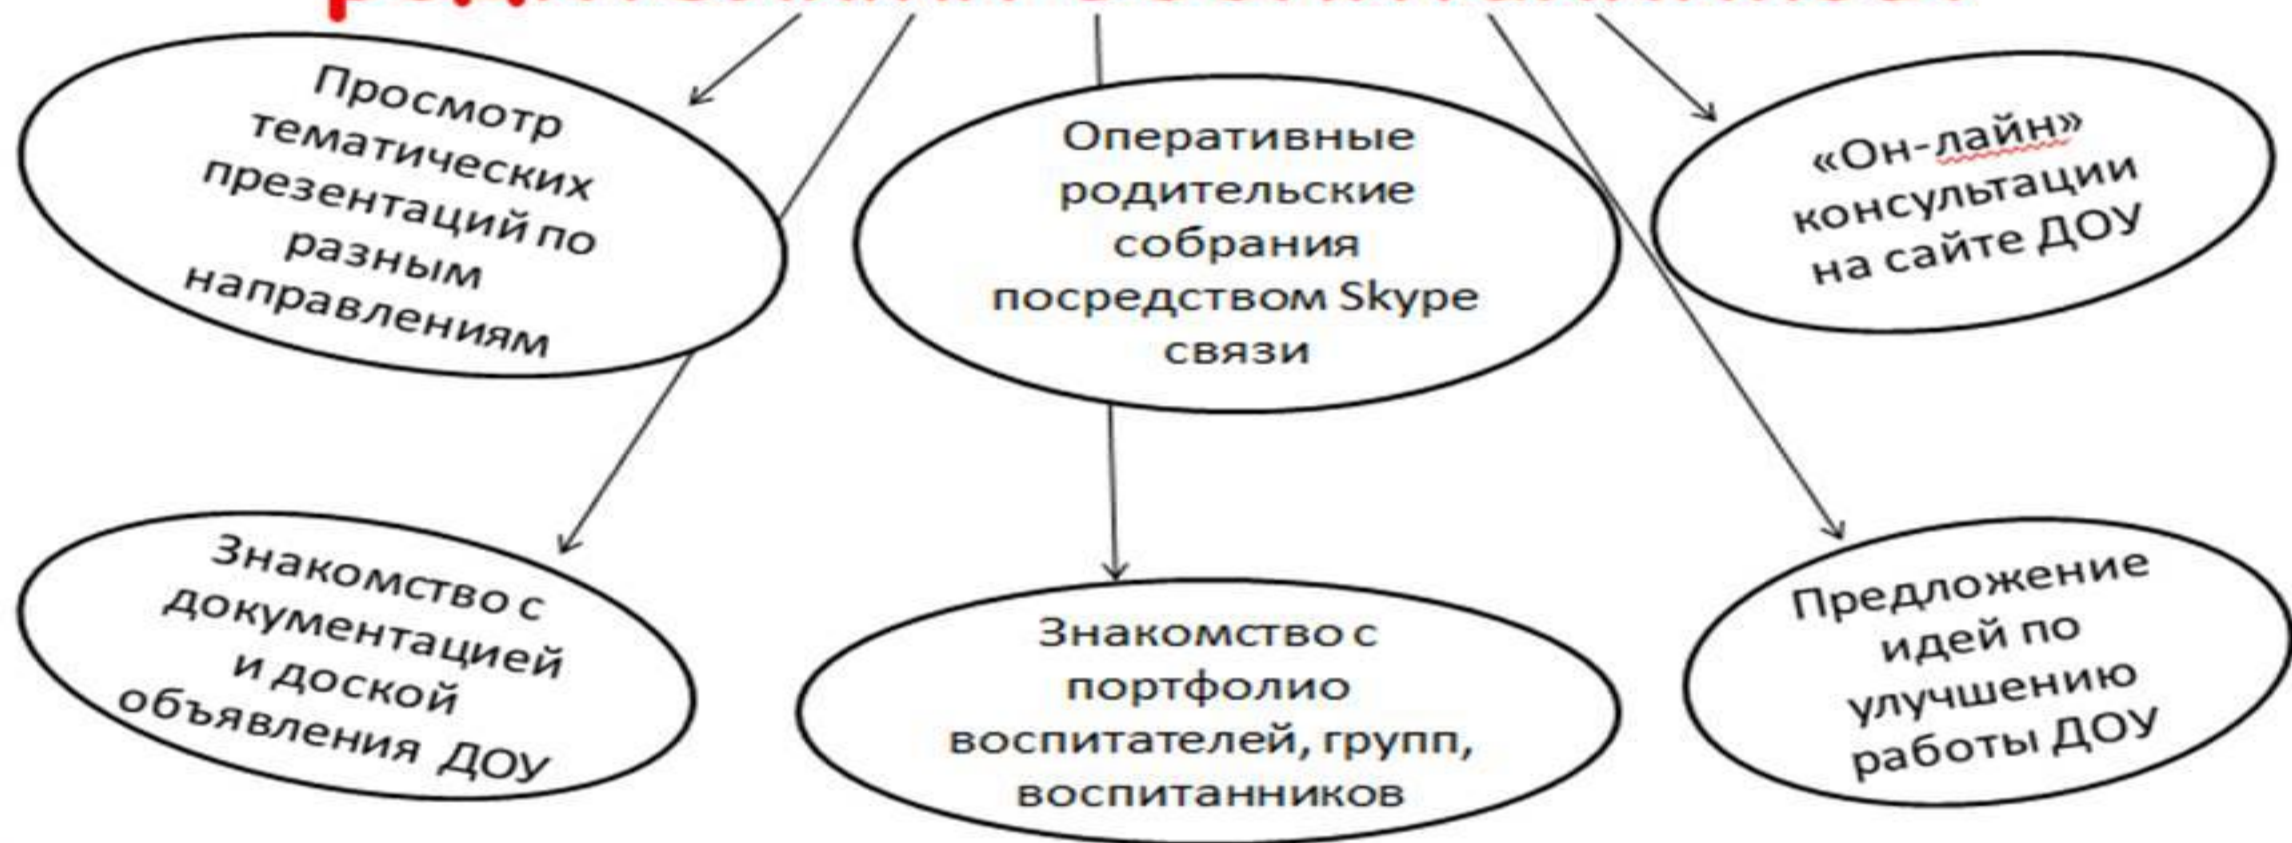 Просмотр
тематических
презентаций по
разным
направлениям
Оперативные
родительские
собрания
посредством Skype
связи
«Он-лайн»
консультации
на сайте ДОУ
Знакомство с
документацией
и доской
объявления ДОУ
Знакомство с
портфолио
воспитателей, групп,
воспитанников
Предложение
идей по
улучшению
работы ДОУ